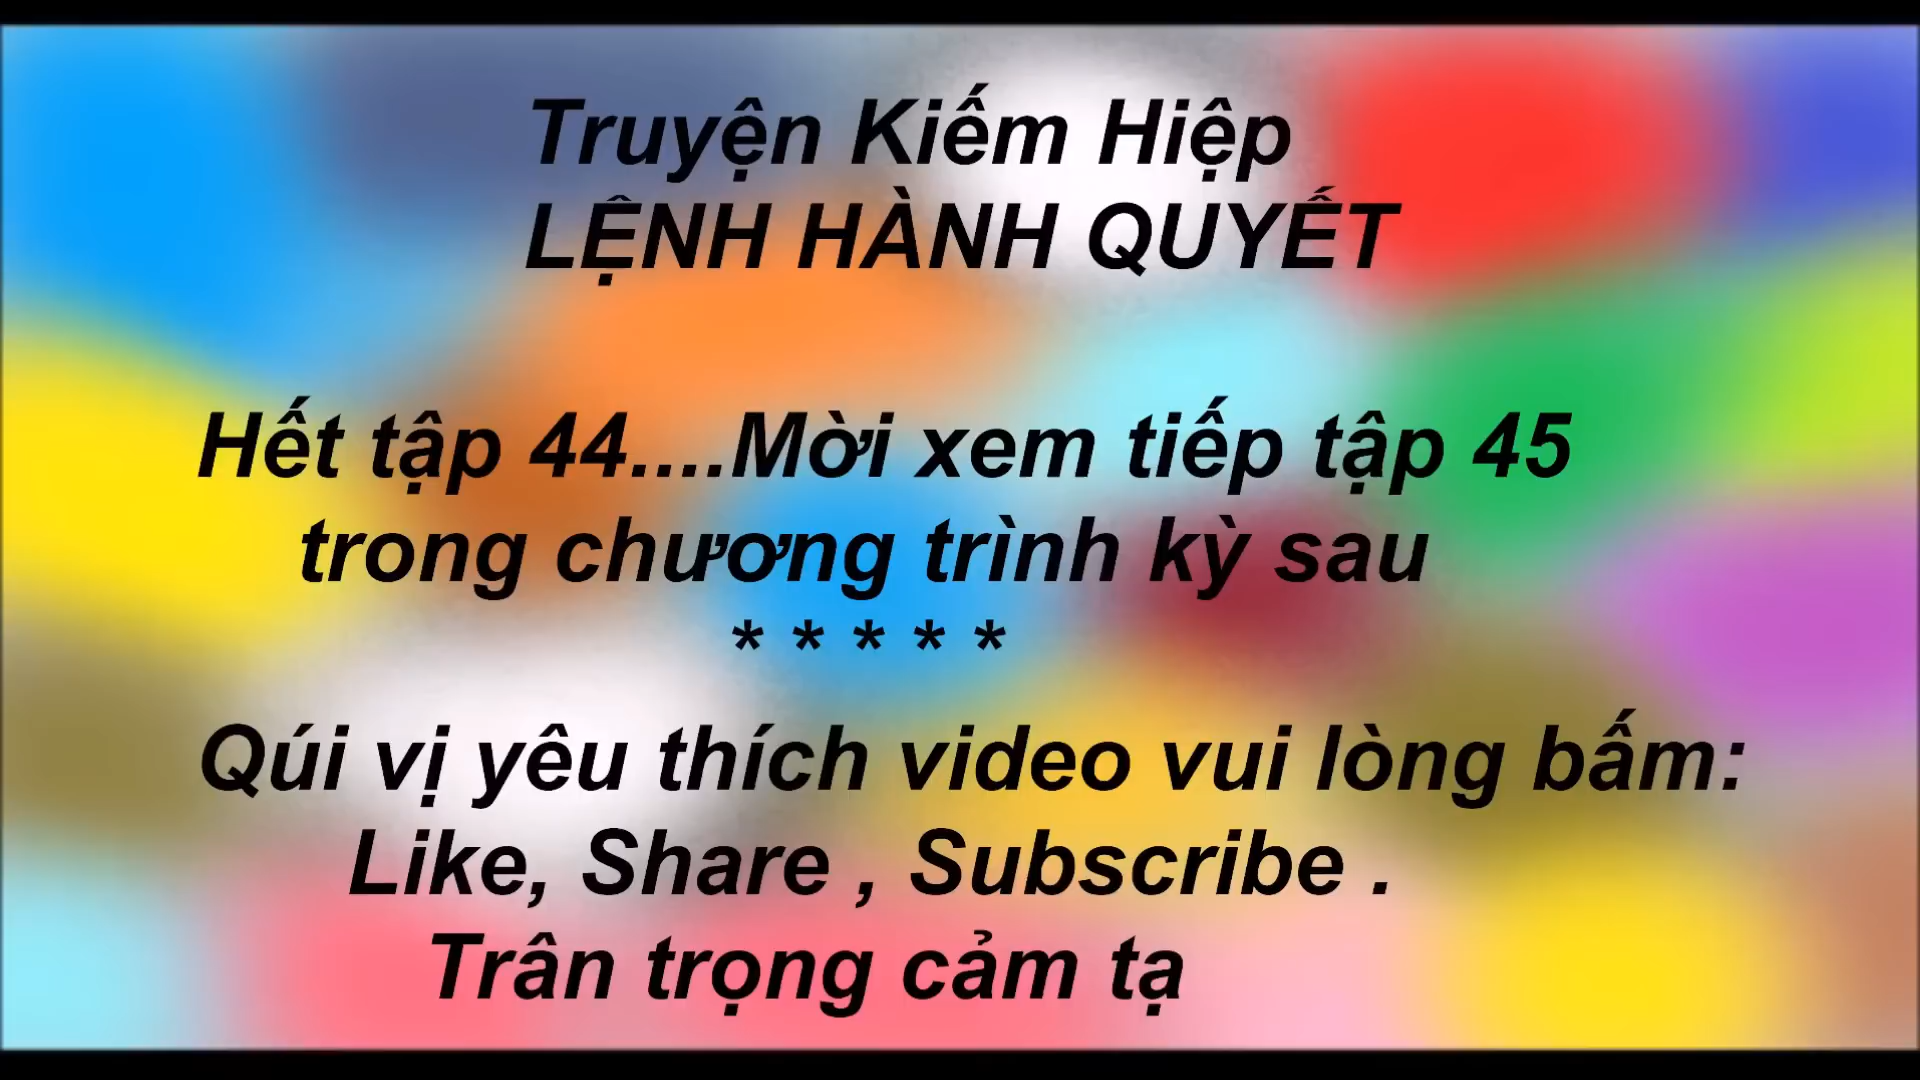 Truyện Kiếm Hiệp
LỆNH HÀNH QUYẾT
Hết tập 44....Mời xem tiếp tập 45
trong chương trình kỳ sau
* * * * *
Qúi vị yêu thích video vui lòng bấm:
Like, Share , Subscribe .
Trân trọng cảm tạ